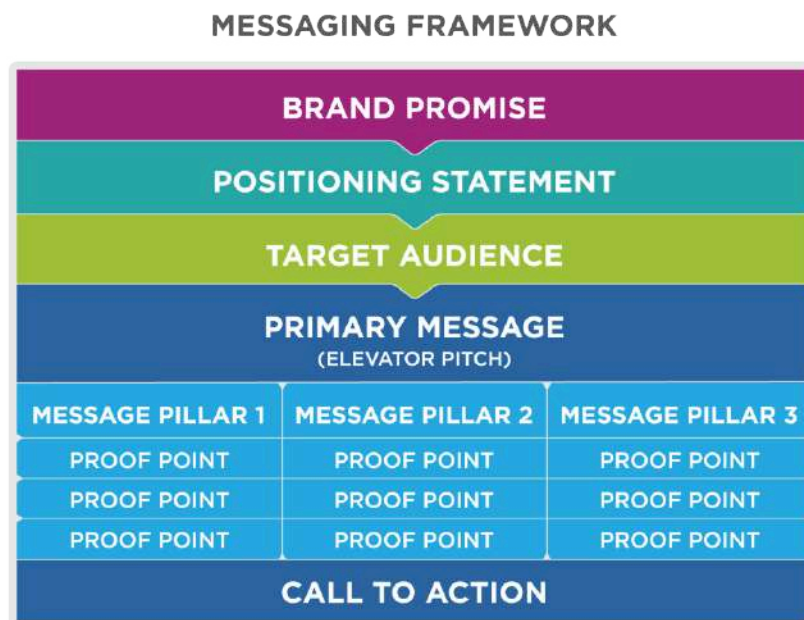 MESSAGING FRAMEWORK
BRAND PROMISE
POSITIONING STATEMENT
TARGET AUDIENCE
PRIMARY MESSAGE
(ELEVATOR PITCH)
MESSAGE PILLAR 1 MESSAGE PILLAR 2 MESSAGE PILLAR 3
PROOF POINT PROOF POINT PROOF POINT
PROOF POINT PROOF POINT PROOF POINT
PROOF POINT PROOF POINT PROOF POINT
CALL TO ACTION